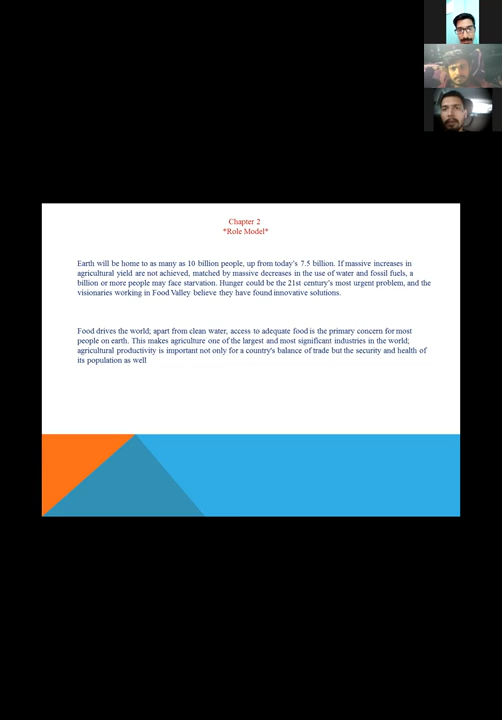 Chapter 2
*Role Model*
Earth will be home to as many as 10 billion people, up from today's 7.5 billion. If massive increases in
agricultural yield are not achieved, matched by massive decreases in the use of water and fossil fuels, a
billion or more people may face starvation. Hunger could be the 21st century's most urgent problem, and the
visionaries working in Food Valley believe they have found innovative solutions.
Food drives the world; apart from clean water, access to adequate food is the primary concern for most
people on earth. This makes agriculture one of the largest and most significant industries in the world;
agricultural productivity is important not only for a country's balance of trade but the security and health of
its population as well